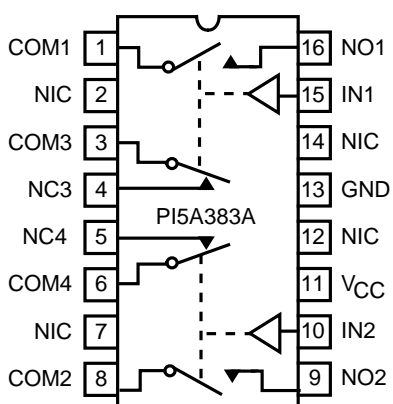 COM1 1 16 NO1
NIC 2 15 IN1
COM3 3 14 NIC
NC3 4 13 GND
PI5A383A
NC4 5 12 NIC
COM4 6 11 VCC
NIC 7 10 IN2
COM2 8 9 NO2